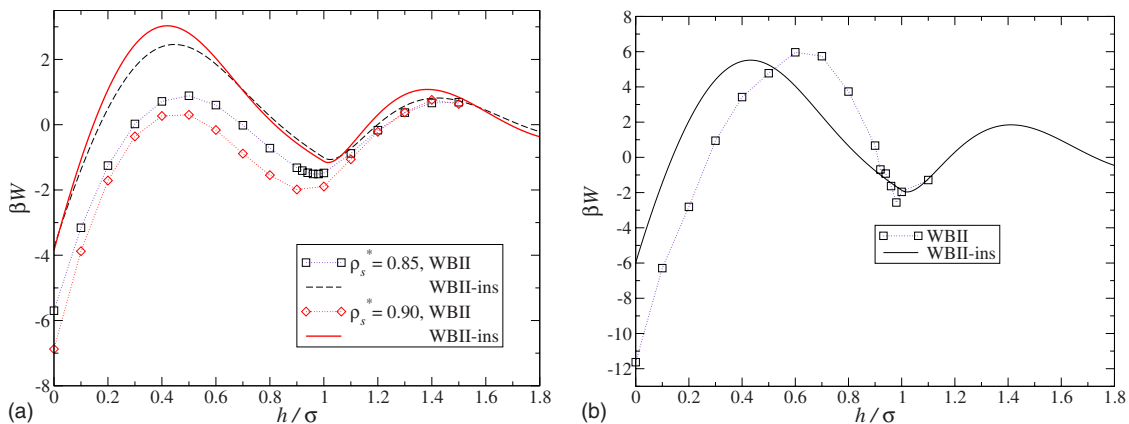 3
2
0
-2
-4
-6
-8
βW
0 0.2 0.4 0.6 0.8 1 1.2 1.4 1.6 1.8
h/σ
(a)
ρs* = 0.85, WBII
WBII-ins
ρs* = 0.90, WBII
WBII-ins
8
6
4
2
0
-2
-4
-6
-8
-10
-12
βW
0 0.2 0.4 0.6 0.8 1 1.2 1.4 1.6 1.8
h/σ
(b)
WBII
WBII-ins